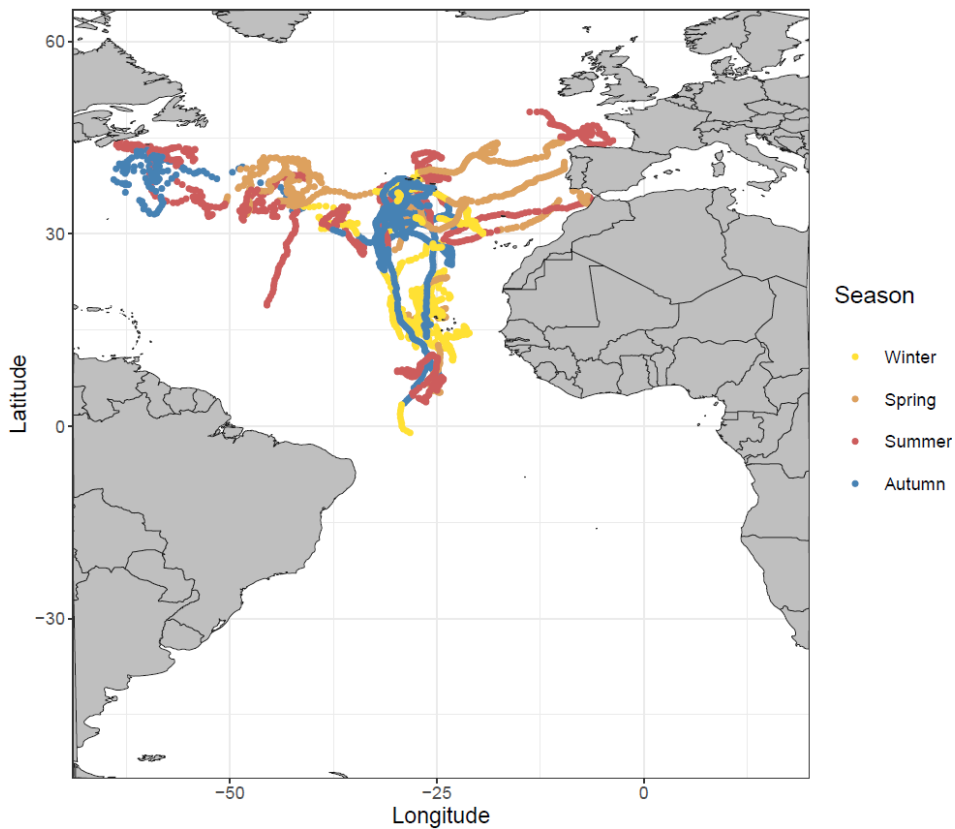 60
30
0
−30
Latitude
−50
−25
0
Longitude
Season
Winter
Spring
Summer
Autumn